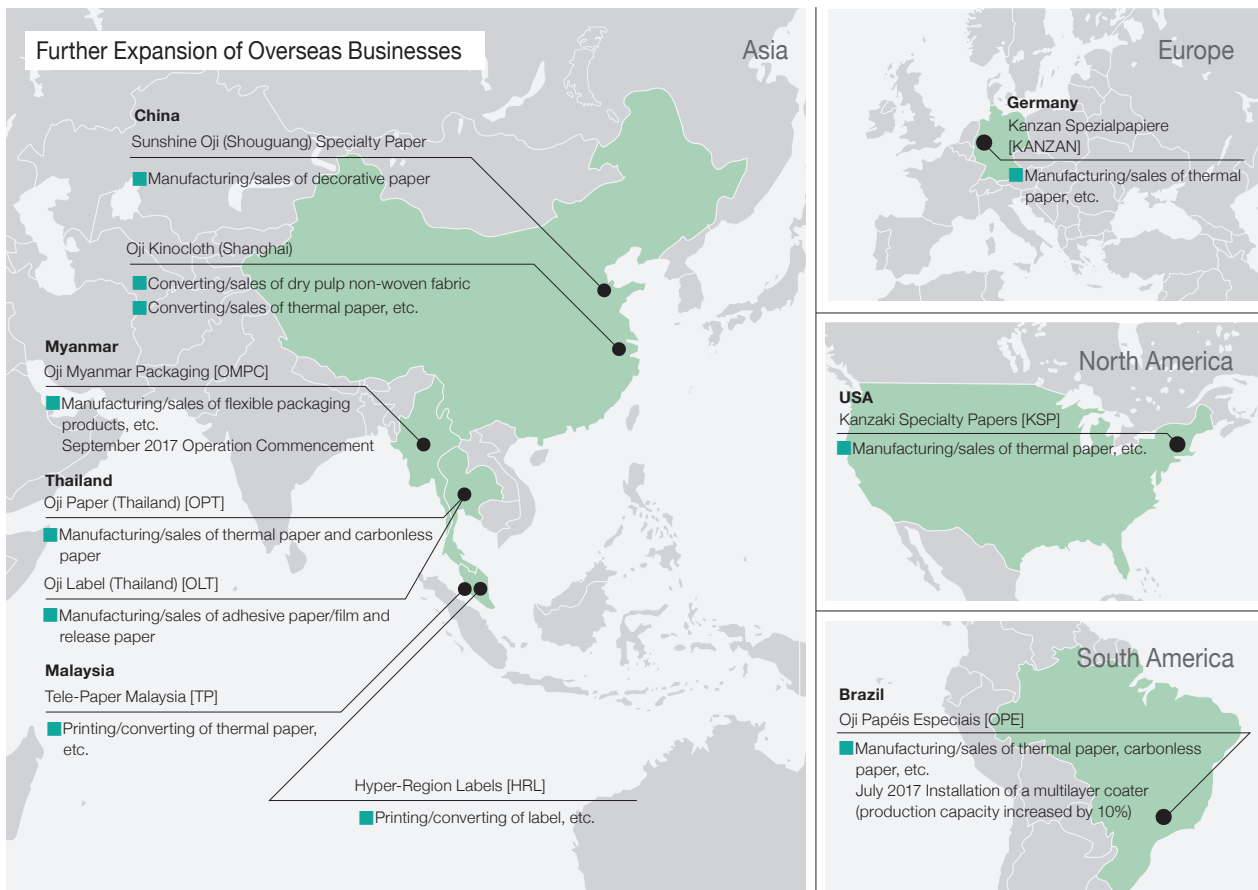 Further Expansion of Overseas Businesses
Asia
China
Sunshine Oji (Shouguang) Specialty Paper
Manufacturing/sales of decorative paper
Oji Kinocloth (Shanghai)
Converting/sales of dry pulp non-woven fabric
Converting/sales of thermal paper, etc.
Myanmar
Oji Myanmar Packaging [OMPC]
Manufacturing/sales of flexible packaging
products, etc.
September 2017 Operation Commencement
Thailand
Oji Paper (Thailand) [OPT]
Manufacturing/sales of thermal paper and carbonless
paper
Oji Label (Thailand) [OLT]
Manufacturing/sales of adhesive paper/film and
release paper
Malaysia
Tele-Paper Malaysia [TP]
Printing/converting of thermal paper,
etc.
Hyper-Region Labels [HRL]
Printing/converting of label, etc.
Europe
Germany
Kanzan Spezialpapiere
[KANZAN]
Manufacturing/sales of thermal
paper, etc.
North America
USA
Kanzaki Specialty Papers [KSP]
Manufacturing/sales of thermal paper, etc.
South America
Brazil
Oji Papéis Especiais [OPE]
Manufacturing/sales of thermal paper, carbonless
paper, etc.
July 2017 Installation of a multilayer coater
(production capacity increased by 10%)